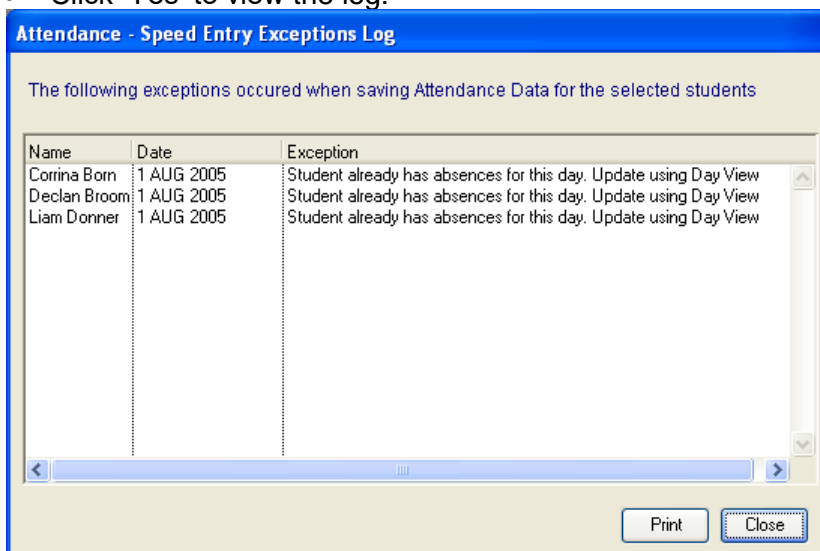 Click 'Yes' to view the log.
Attendance - Speed Entry Exceptions Log
The following exceptions occured when saving Attendance Data for the selected students
Name Date Exception
Corrina Born 1 AUG 2005 Student already has absences for this day. Update using Day View
Declan Broom 1 AUG 2005 Student already has absences for this day. Update using Day View
Liam Donner 1 AUG 2005 Student already has absences for this day. Update using Day View
Print Close